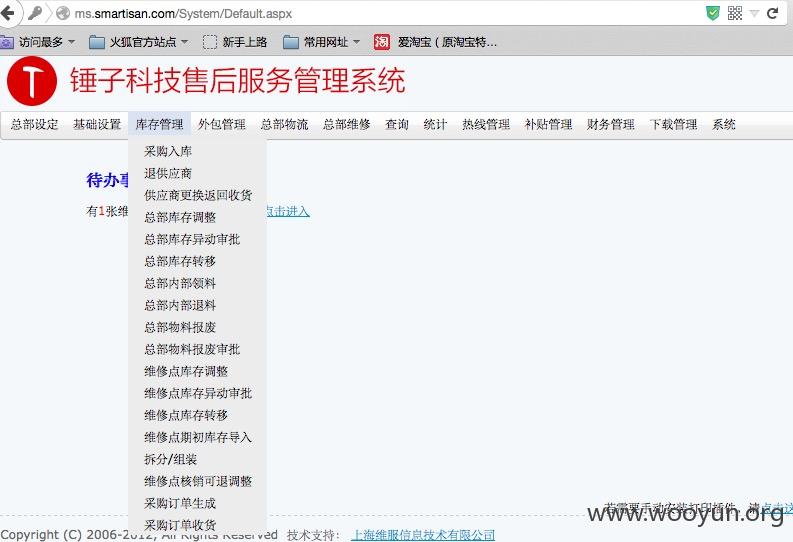 ms.smartisan.com/System/Default.aspx
访问最多 火狐官方站点 新手上路 常用网址 淘 爱淘宝（原淘宝特...
锤子科技售后服务管理系统
总部设定 基础设置 库存管理 外包管理 总部物流 总部维修 查询 统计 热线管理 补贴管理 财务管理 下载管理 系统
采购入库
退供应商
待办事
供应商更换返回收货
有1张维 点击进入
总部库存调整
总部库存异动审批
总部库存转移
总部内部领料
总部内部退料
总部物料报废
总部物料报废审批
维修点库存调整
维修点库存异动审批
维修点库存转移
维修点期初库存导入
拆分/组装
维修点核销可退调整
采购订单生成
若需要手动安装打印插件，请点击这
www.wooyun.org
采购订单收货
Copyright (C) 2006-2012, All Rights Reserved 技术支持： 上海维服信息技术有限公司